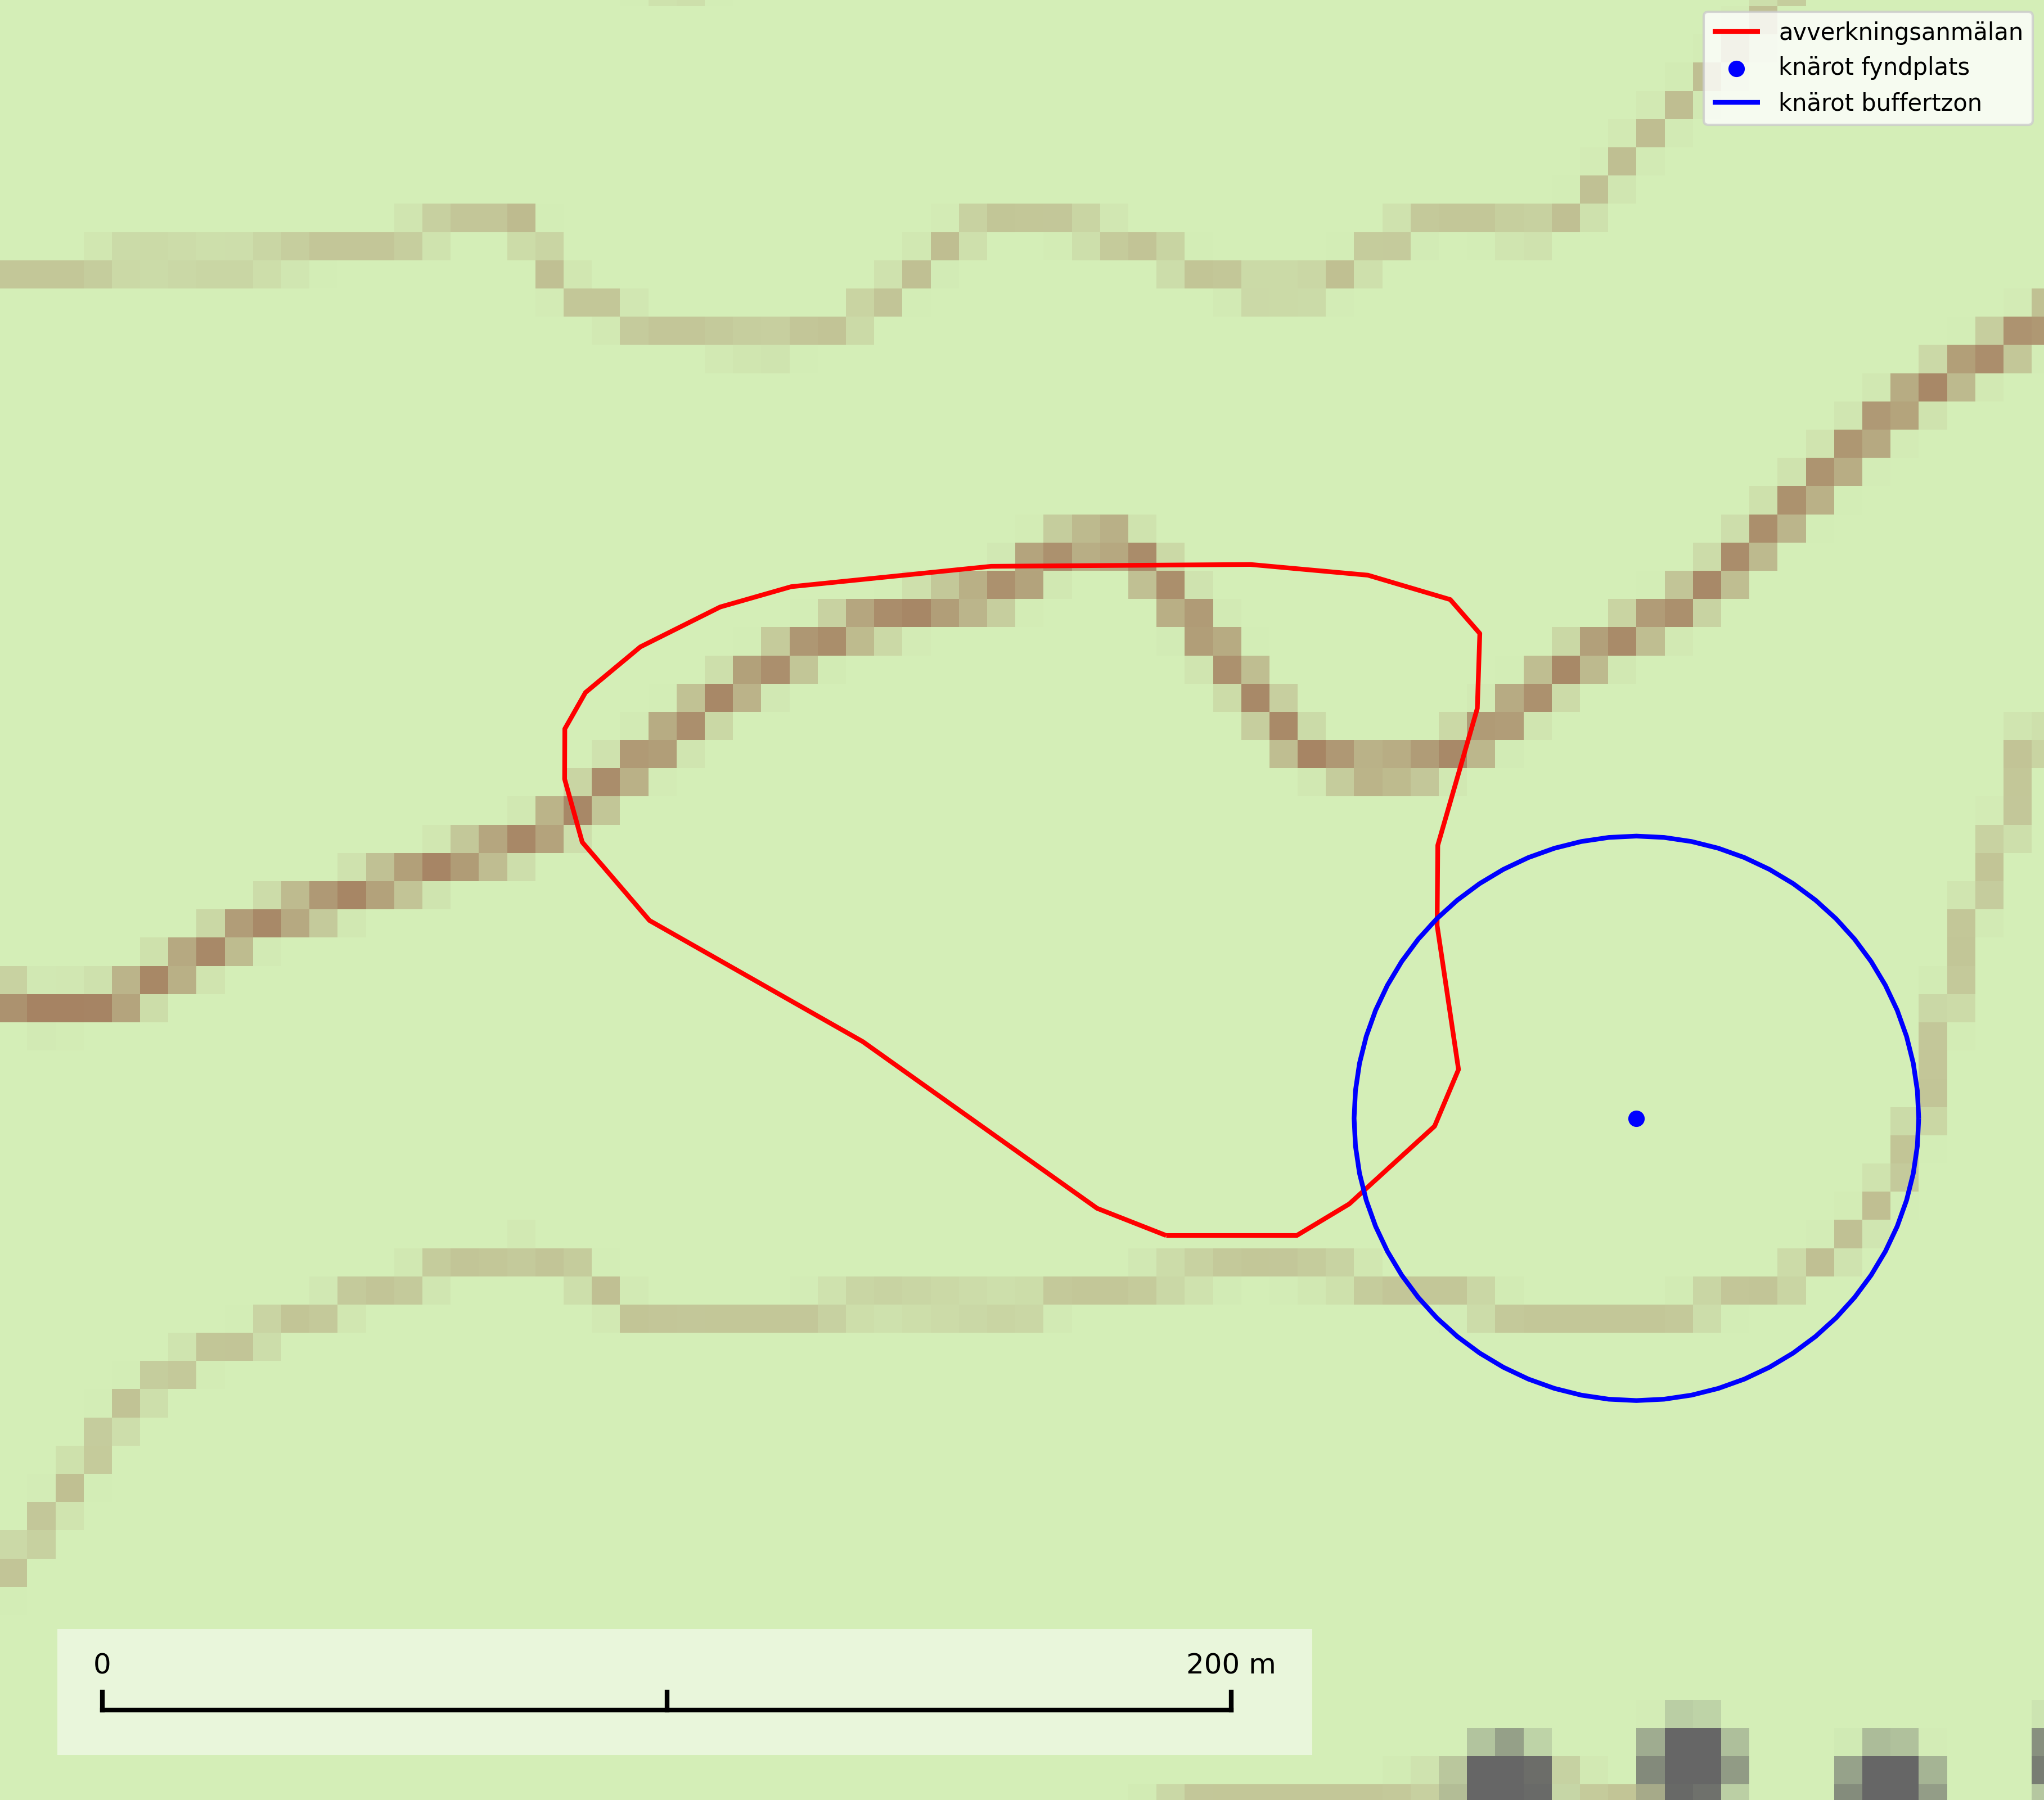 avverkningsanmälan
knärot fyndplats
knärot buffertzon
0 200 m